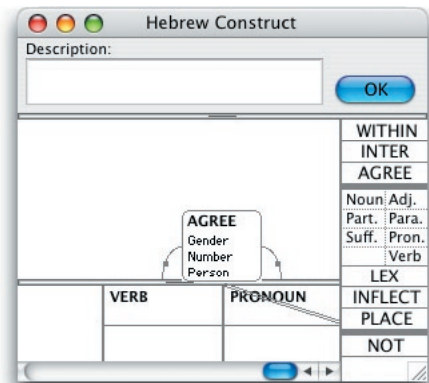 Hebrew Construct
Description:
OK
WITHIN
INTER
AGREE
Noun Adj.
Part. Para.
Suff. Pron.
Verb
LEX
INFLECT
PLACE
NOT
AGREE
Gender
Number
Person
VERB PRONOUN